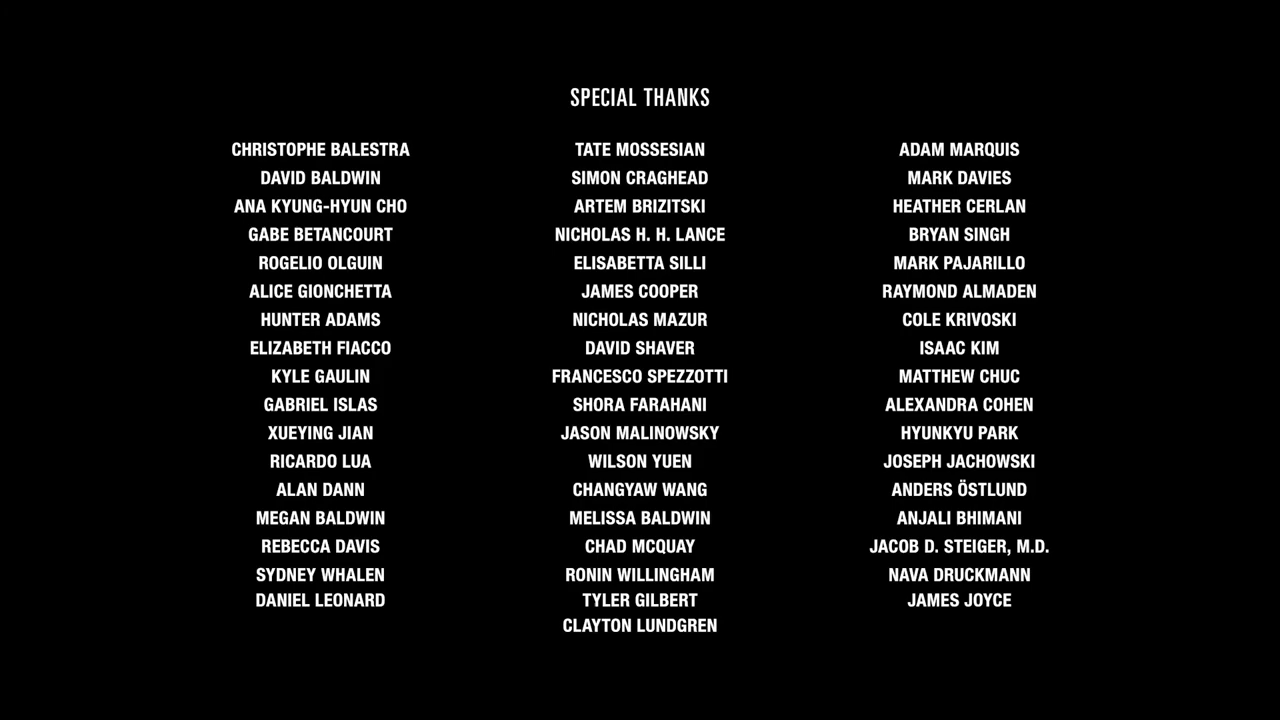 SPECIAL THANKS
CHRISTOPHE BALESTRA
DAVID BALDWIN
ANA KYUNG-HYUN CHO
GABE BETANCOURT
ROGELIO OLGUIN
ALICE GIONCHETTA
HUNTER ADAMS
ELIZABETH FIACCO
KYLE GAULIN
GABRIEL ISLAS
XUEYING JIAN
RICARDO LUA
ALAN DANN
MEGAN BALDWIN
REBECCA DAVIS
SYDNEY WHALEN
DANIEL LEONARD
TATE MOSSESIAN
SIMON CRAGHEAD
ARTEM BRIZITSKI
NICHOLAS H. H. LANCE
ELISABETTA SILLI
JAMES COOPER
NICHOLAS MAZUR
DAVID SHAVER
FRANCESCO SPEZZOTTI
SHORA FARAHANI
JASON MALINOWSKY
WILSON YUEN
CHANGYAW WANG
MELISSA BALDWIN
CHAD MCQUAY
RONIN WILLINGHAM
TYLER GILBERT
CLAYTON LUNDGREN
ADAM MARQUIS
MARK DAVIES
HEATHER CERLAN
BRYAN SINGH
MARK PAJARILLO
RAYMOND ALMADEN
COLE KRIVOSKI
ISAAC KIM
MATTHEW CHUC
ALEXANDRA COHEN
HYUNKYU PARK
JOSEPH JACHOWSKI
ANDERS ÖSTLUND
ANJALI BHIMANI
JACOB D. STEIGER, M.D.
NAVA DRUCKMANN
JAMES JOYCE